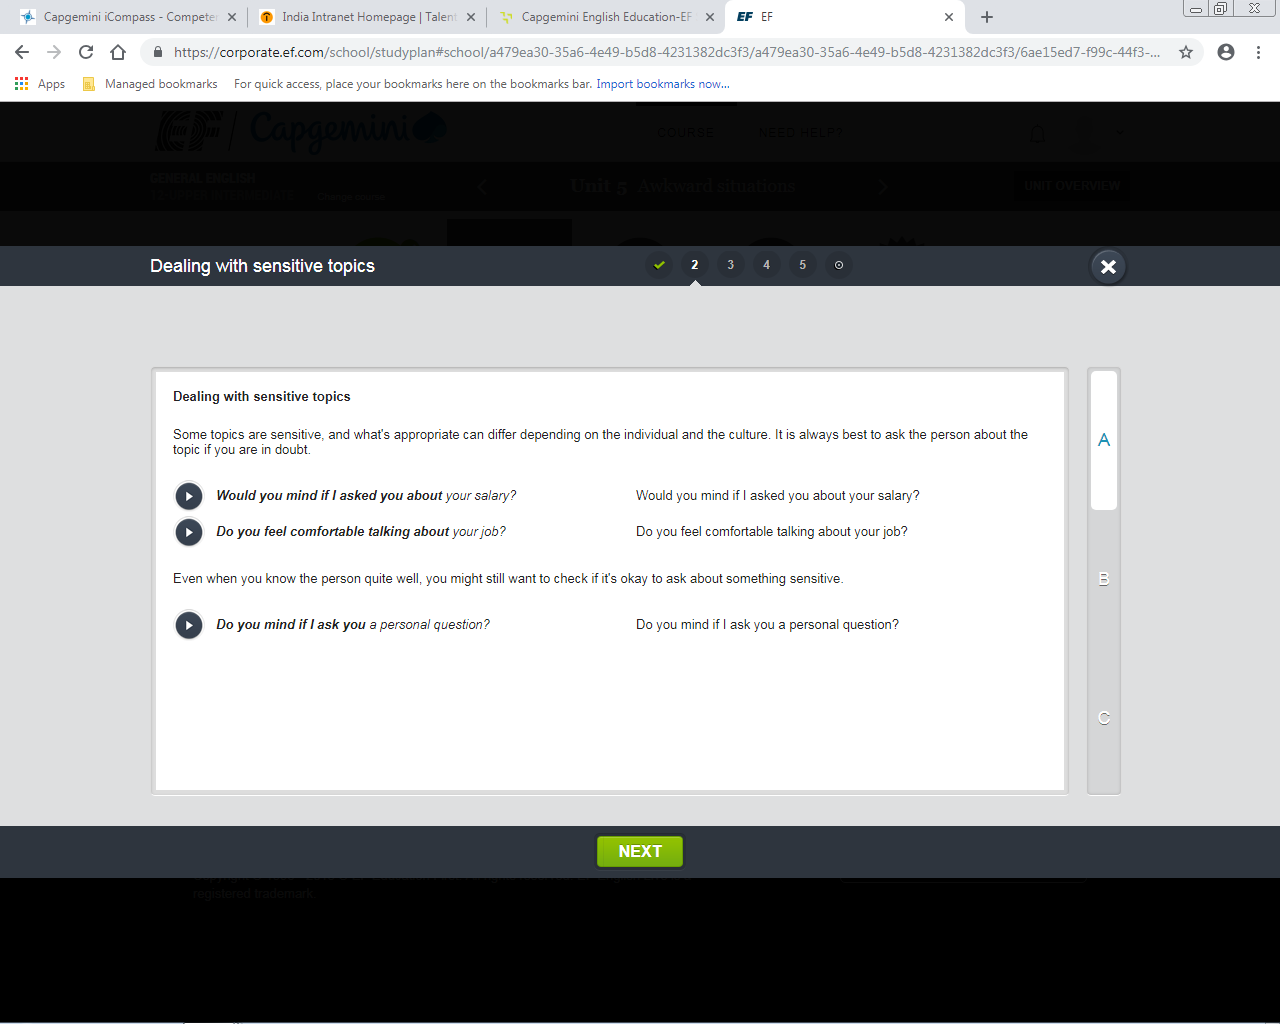 Capgemini iCompass - Compete
India Intranet Homepage | Talent
Capgemini English Education-EF
EF EF
https://corporate.ef.com/school/studyplan#school/a479ea30-35a6-4e49-b5d8-4231382dc3f3/a479ea30-35a6-4e49-b5d8-4231382dc3f3/6ae15ed7-f99c-44f3-...
Apps Managed bookmarks For quick access, place your bookmarks here on the bookmarks bar. Import bookmarks now...
EF Capgemini COURSE NEED HELP?
GENERAL ENGLISH
Unit 5 Awkward situations UNIT OVERVIEW
Change course
Dealing with sensitive topics 2 3 4 5
Dealing with sensitive topics
Some topics are sensitive, and what's appropriate can differ depending on the individual and the culture. It is always best to ask the person about the
topic if you are in doubt.
Would you mind if I asked you about your salary? Would you mind if I asked you about your salary?
Do you feel comfortable talking about your job? Do you feel comfortable talking about your job?
Even when you know the person quite well, you might still want to check if it's okay to ask about something sensitive.
Do you mind if I ask you a personal question? Do you mind if I ask you a personal question?
A
B
C
NEXT
registered trademark